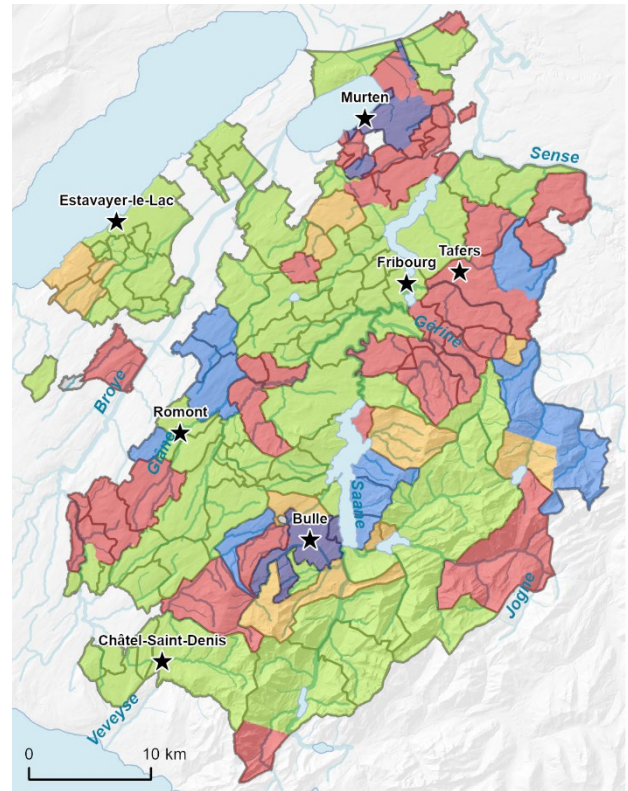 Murten
Sense
Estavayer-le-Lac
Fribourg
Tafers
Gérine
Broye
Romont
Glâne
Saane
Bulle
Jogne
Châtel-Saint-Denis
Veveyse
0 10 km